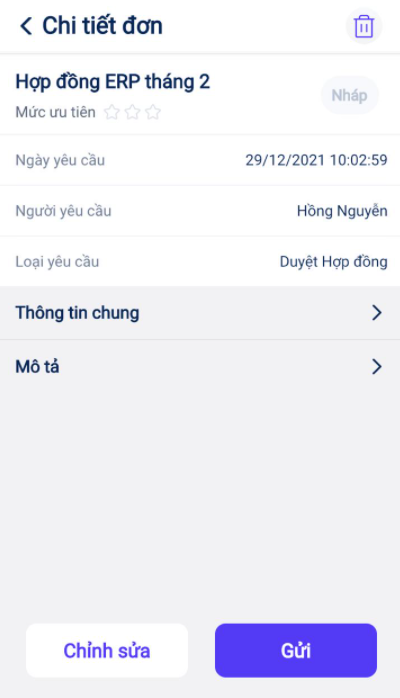 Chi tiết đơn
Hợp đồng ERP tháng 2
Nháp
Mức ưu tiên
Ngày yêu cầu 29/12/2021 10:02:59
Người yêu cầu Hồng Nguyễn
Loại yêu cầu Duyệt Hợp đồng
Thông tin chung
Mô tả
Chỉnh sửa Gửi